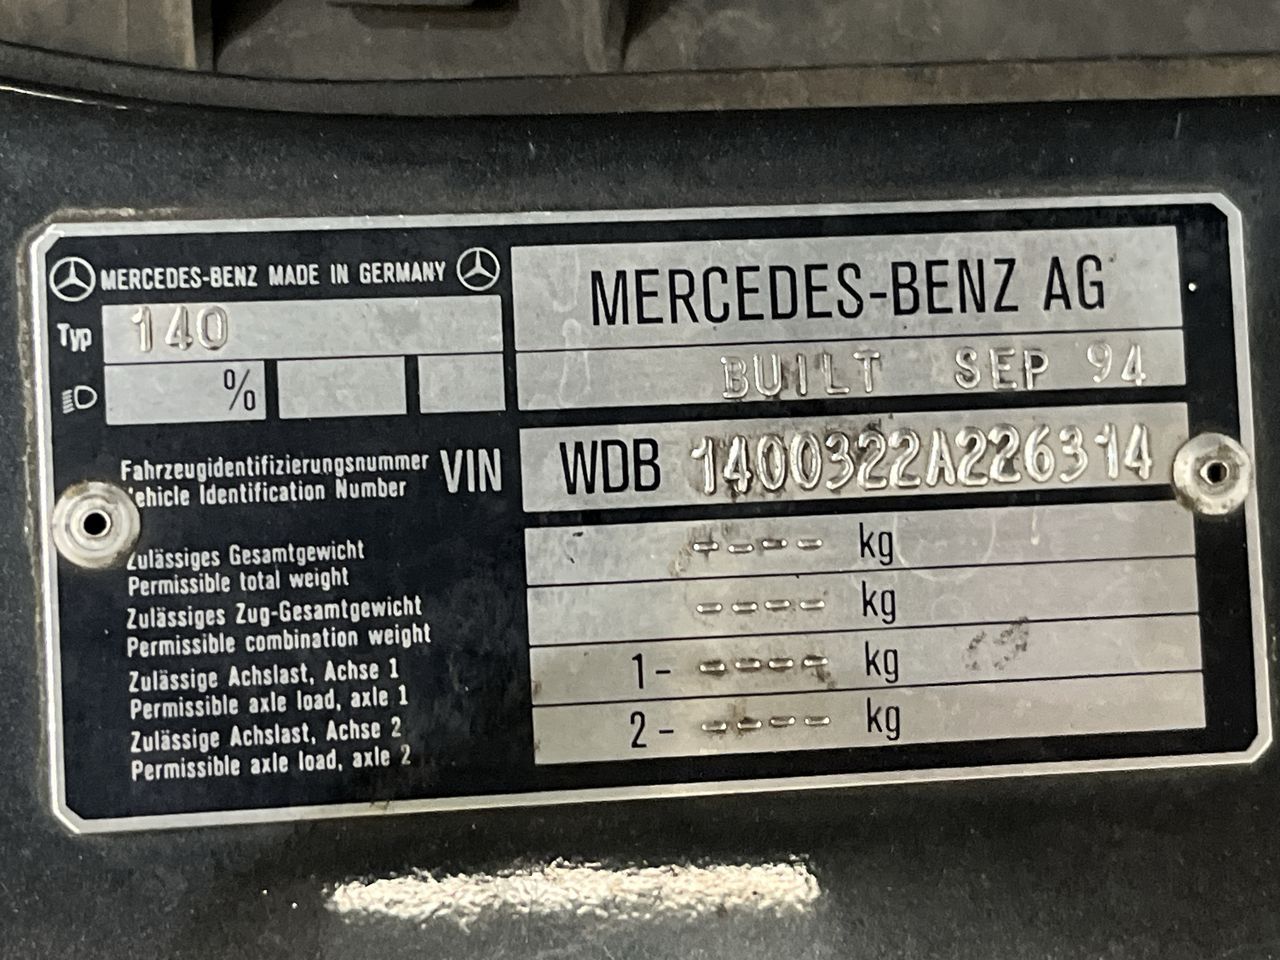 MERCEDES-BENZ MADE IN GERMANY
MERCEDES-BENZ AG
Typ 140
BUILT SEP 94
%
Fahrzeugidentifizierungsnummer
Vehicle Identification Number
VIN
WDB 1400322A226314
Zulässiges Gesamtgewicht
Permissible total weight
---- kg
Zulässiges Zug-Gesamtgewicht
Permissible combination weight
---- kg
Zulässige Achslast, Achse 1
Permissible axle load, axle 1
1- ---- kg
Zulässige Achslast, Achse 2
Permissible axle load, axle 2
2- ---- kg